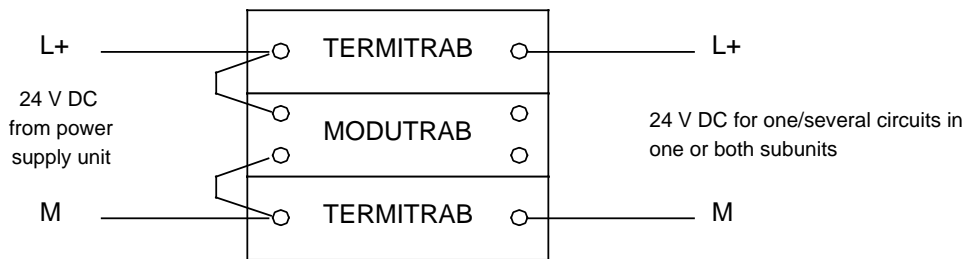 L+ TERMITRAB L+
24 V DC
from power
supply unit
MODUTRAB
24 V DC for one/several circuits in
one or both subunits
M TERMITRAB M